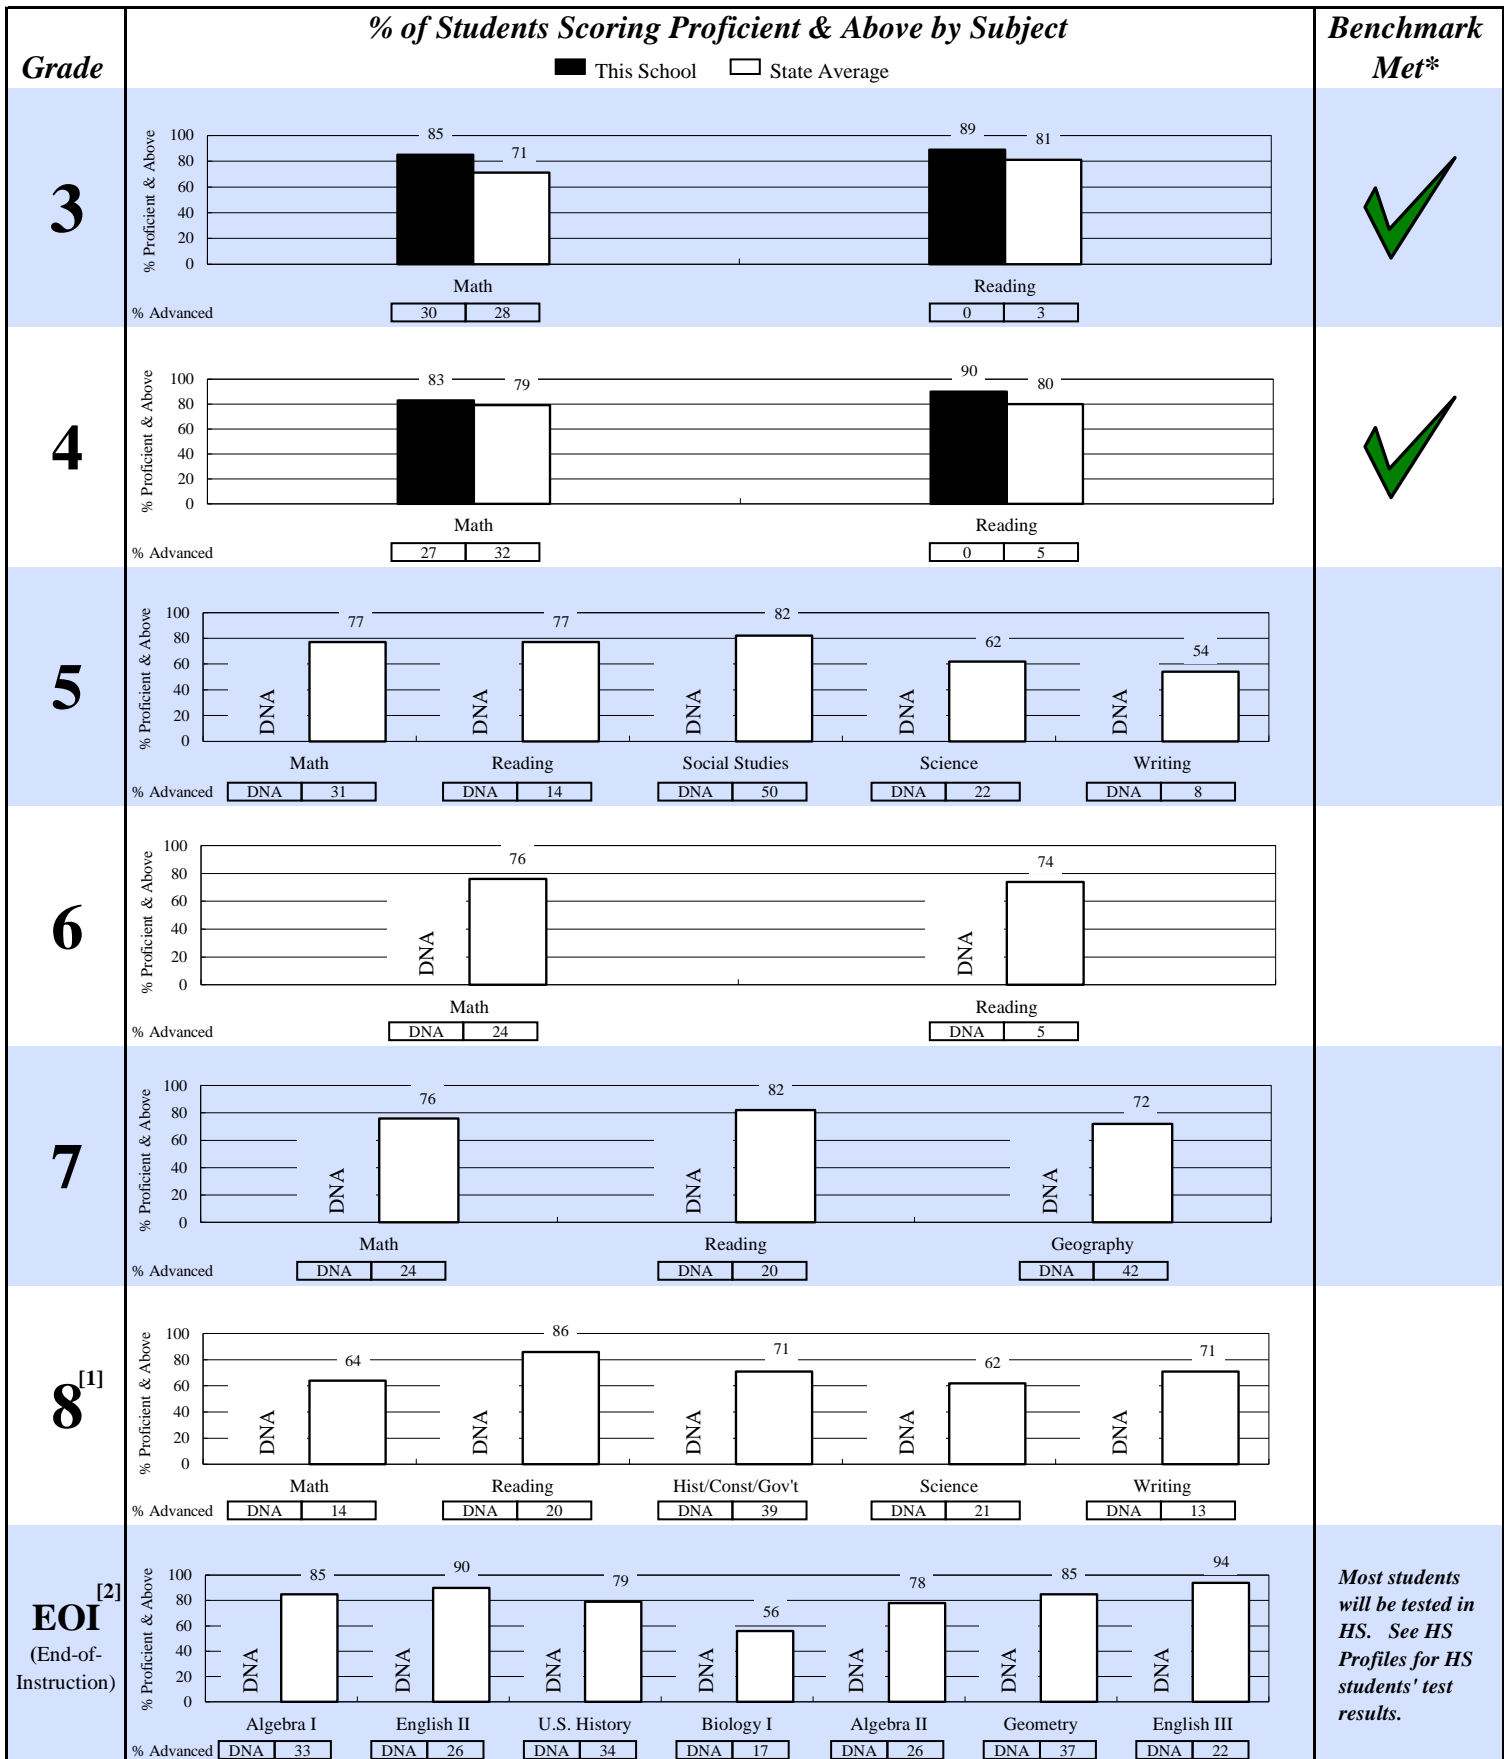 % of Students Scoring Proficient & Above by Subject
Benchmark
Met*
Grade
This School State Average
3
% Proficient & Above
100
80
60
40
20
0
85 71 89 81
Math Reading
% Advanced 30 28 0 3
4
% Proficient & Above
100
80
60
40
20
0
83 79 90 80
Math Reading
% Advanced 27 32 0 5
5
% Proficient & Above
100
80
60
40
20
0
77 77 82 62 54
DNA DNA DNA DNA DNA
Math Reading Social Studies Science Writing
% Advanced DNA 31 DNA 14 DNA 50 DNA 22 DNA 8
6
% Proficient & Above
100
80
60
40
20
0
76 74
DNA DNA
Math Reading
% Advanced DNA 24 DNA 5
7
% Proficient & Above
100
80
60
40
20
0
76 82 72
DNA DNA DNA
Math Reading Geography
% Advanced DNA 24 DNA 20 DNA 42
8[1]
% Proficient & Above
100
80
60
40
20
0
64 86 71 62 71
DNA DNA DNA DNA DNA
Math Reading Hist/Const/Gov't Science Writing
% Advanced DNA 14 DNA 20 DNA 39 DNA 21 DNA 13
EOI[2]
(End-of-
Instruction)
% Proficient & Above
100
80
60
40
20
0
85 90 79 56 78 85 94
DNA DNA DNA DNA DNA DNA DNA
Algebra I English II U.S. History Biology I Algebra II Geometry English III
% Advanced DNA 33 DNA 26 DNA 34 DNA 17 DNA 26 DNA 37 DNA 22
Most students
will be tested in
HS. See HS
Profiles for HS
students' test
results.